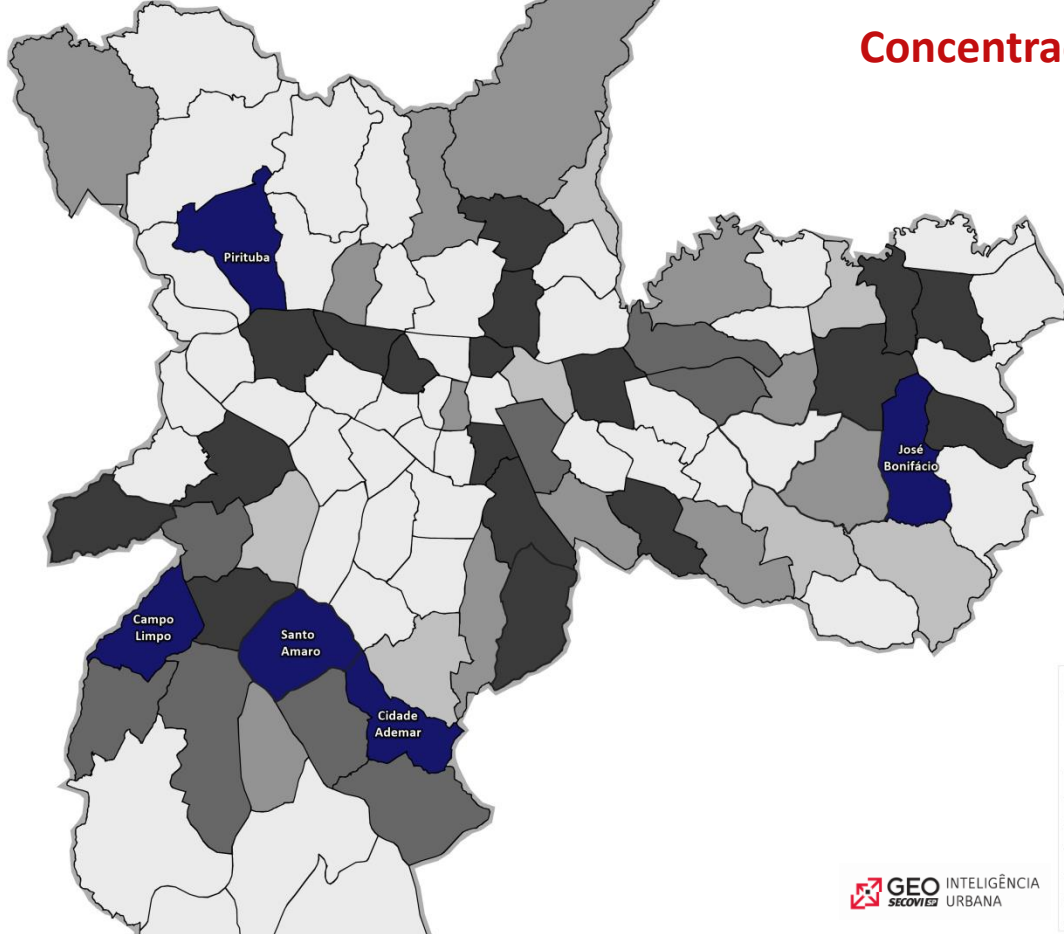 Concentra
Pirituba
José
Bonifácio
Campo
Limpo
Santo
Amaro
Cidade
Ademar
GEO INTELIGÊNCIA
SECOVI SP URBANA